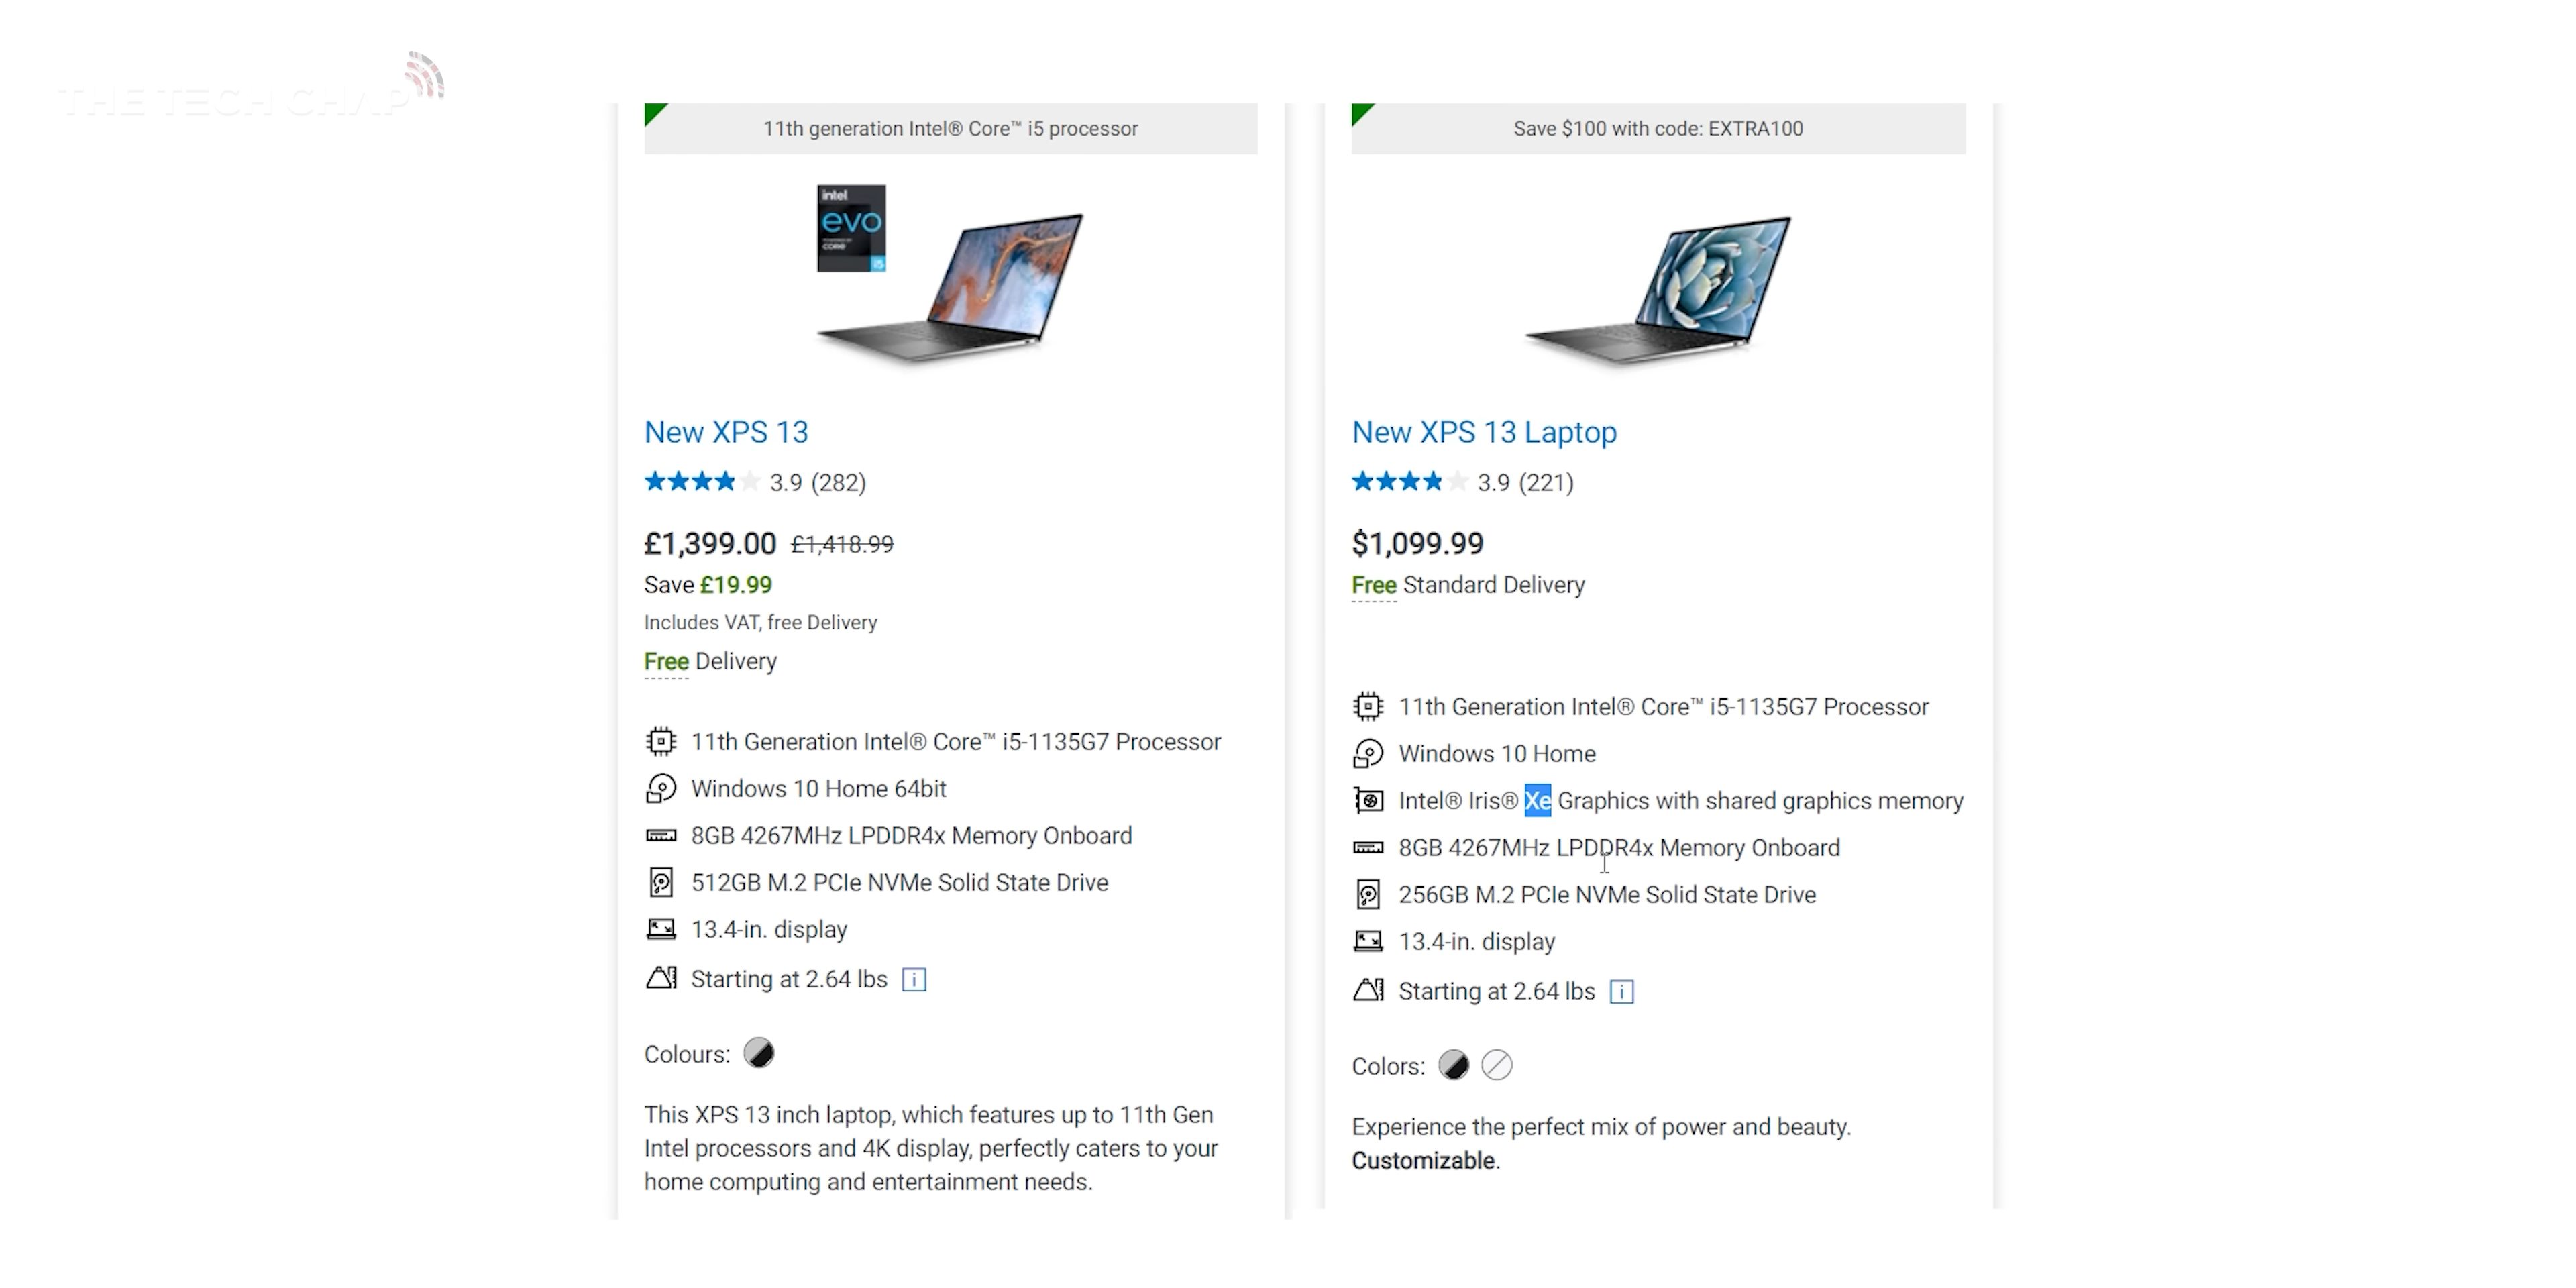 THE TECH CHAP
11th generation Intel® Core™ i5 processor
intel
evo
POWERED BY
CORE
i5
New XPS 13
3.9 (282)
£1,399.00 £1,418.99
Save £19.99
Includes VAT, free Delivery
Free Delivery
11th Generation Intel® Core™ i5-1135G7 Processor
Windows 10 Home 64bit
8GB 4267MHz LPDDR4x Memory Onboard
512GB M.2 PCIe NVMe Solid State Drive
13.4-in. display
Starting at 2.64 lbs i
Colours:
This XPS 13 inch laptop, which features up to 11th Gen
Intel processors and 4K display, perfectly caters to your
home computing and entertainment needs.
Save $100 with code: EXTRA100
New XPS 13 Laptop
3.9 (221)
$1,099.99
Free Standard Delivery
11th Generation Intel® Core™ i5-1135G7 Processor
Windows 10 Home
Intel® Iris® Xe Graphics with shared graphics memory
8GB 4267MHz LPDDR4x Memory Onboard
256GB M.2 PCIe NVMe Solid State Drive
13.4-in. display
Starting at 2.64 lbs i
Colors:
Experience the perfect mix of power and beauty.
Customizable.